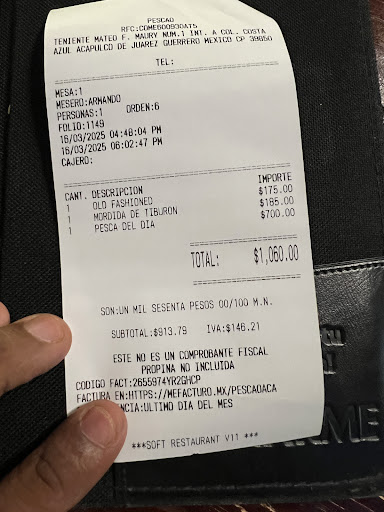 PESCAO
RFC:COME600930AT5
TENIENTE MATEO F. MAURY NUM.1 INT. A COL. COSTA
AZUL ACAPULCO DE JUAREZ GUERRERO MEXICO CP 39850
TEL:
MESA:1
MESERO:ARMANDO
PERSONAS:1 ORDEN:6
FOLIO:1149
16/03/2025 04:48:04 PM
16/03/2025 06:02:47 PM
CAJERO:
CANT. DESCRIPCION IMPORTE
1 OLD FASHIONED $175.00
1 MORDIDA DE TIBURON $185.00
1 PESCA DEL DIA $700.00
TOTAL: $1,060.00
SON:UN MIL SESENTA PESOS 00/100 M.N.
SUBTOTAL:$913.79 IVA:$146.21
ESTE NO ES UN COMPROBANTE FISCAL
PROPINA NO INCLUIDA
CODIGO FACT:2655974YR2GHCP
FACTURA EN:HTTPS://MEFACTURO.MX/PESCAOACA
NCIA:ULTIMO DIA DEL MES
***SOFT RESTAURANT V11 ***